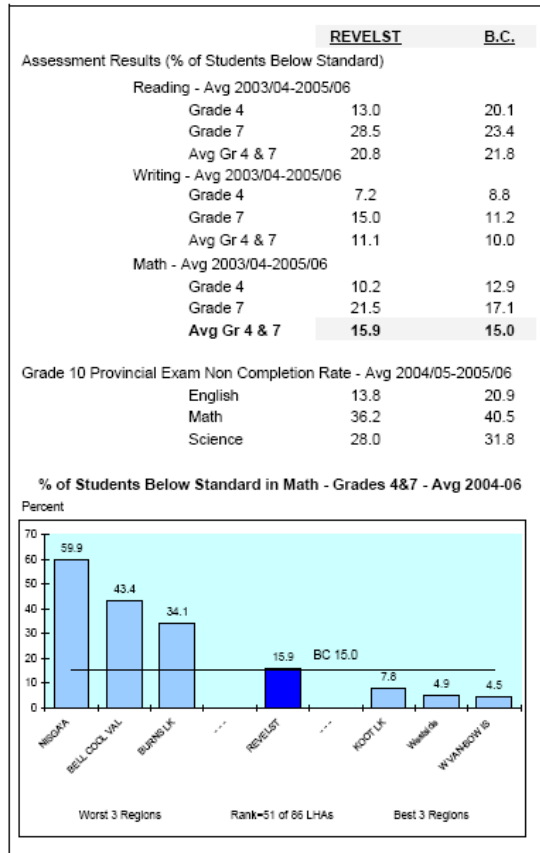 REVELST B.C.
Assessment Results (% of Students Below Standard)
Reading - Avg 2003/04-2005/06
Grade 4 13.0 20.1
Grade 7 28.5 23.4
Avg Gr 4 & 7 20.8 21.8
Writing - Avg 2003/04-2005/06
Grade 4 7.2 8.8
Grade 7 15.0 11.2
Avg Gr 4 & 7 11.1 10.0
Math - Avg 2003/04-2005/06
Grade 4 10.2 12.9
Grade 7 21.5 17.1
Avg Gr 4 & 7 15.9 15.0
Grade 10 Provincial Exam Non Completion Rate - Avg 2004/05-2005/06
English 13.8 20.9
Math 36.2 40.5
Science 28.0 31.8
% of Students Below Standard in Math - Grades 4&7 - Avg 2004-06
Percent
70
60
50
40
30
20
10
0
59.9
43.4
34.1
15.9
BC 15.0
7.8
4.9
4.5
NISGA'A
BELL COOL VAL
BURNS LK
- - -
REVELST
- - -
KOOT LK
Westside
W VAN-BOW IS
Worst 3 Regions Rank=51 of 86 LHAs Best 3 Regions